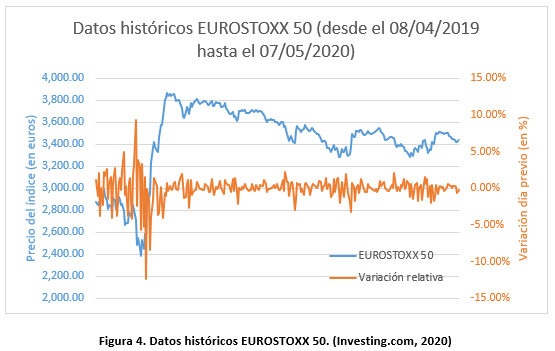 Datos históricos EUROSTOXX 50 (desde el 08/04/2019
hasta el 07/05/2020)
4,000.00
3,800.00
3,600.00
3,400.00
3,200.00
3,000.00
2,800.00
2,600.00
2,400.00
2,200.00
2,000.00
Precio del índice (en euros)
15.00%
10.00%
5.00%
0.00%
-5.00%
-10.00%
-15.00%
Variación día previo (en %)
EUROSTOXX 50
Variación relativa
Figura 4. Datos históricos EUROSTOXX 50. (Investing.com, 2020)